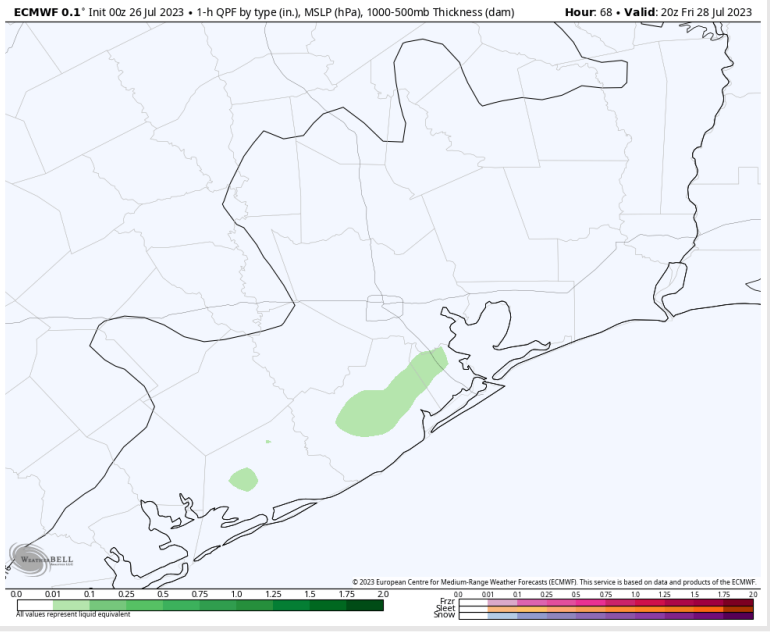 ECMWF 0.1° Init 00z 26 Jul 2023 • 1-h QPF by type (in.), MSLP (hPa), 1000-500mb Thickness (dam)
Hour: 68 • Valid: 20z Fri 28 Jul 2023
WEATHERBELL
© 2023 European Centre for Medium-Range Weather Forecasts (ECMWF). This service is based on data and products of the ECMWF.
0.0 0.01 0.1 0.25 0.5 0.75 1.0 1.25 1.5 1.75 2.0
All values represent liquid equivalent
0.0 0.01 0.1 0.25 0.5 0.75 1.0 1.25 1.5 1.75 2.0
Frzr
Sleet
Snow